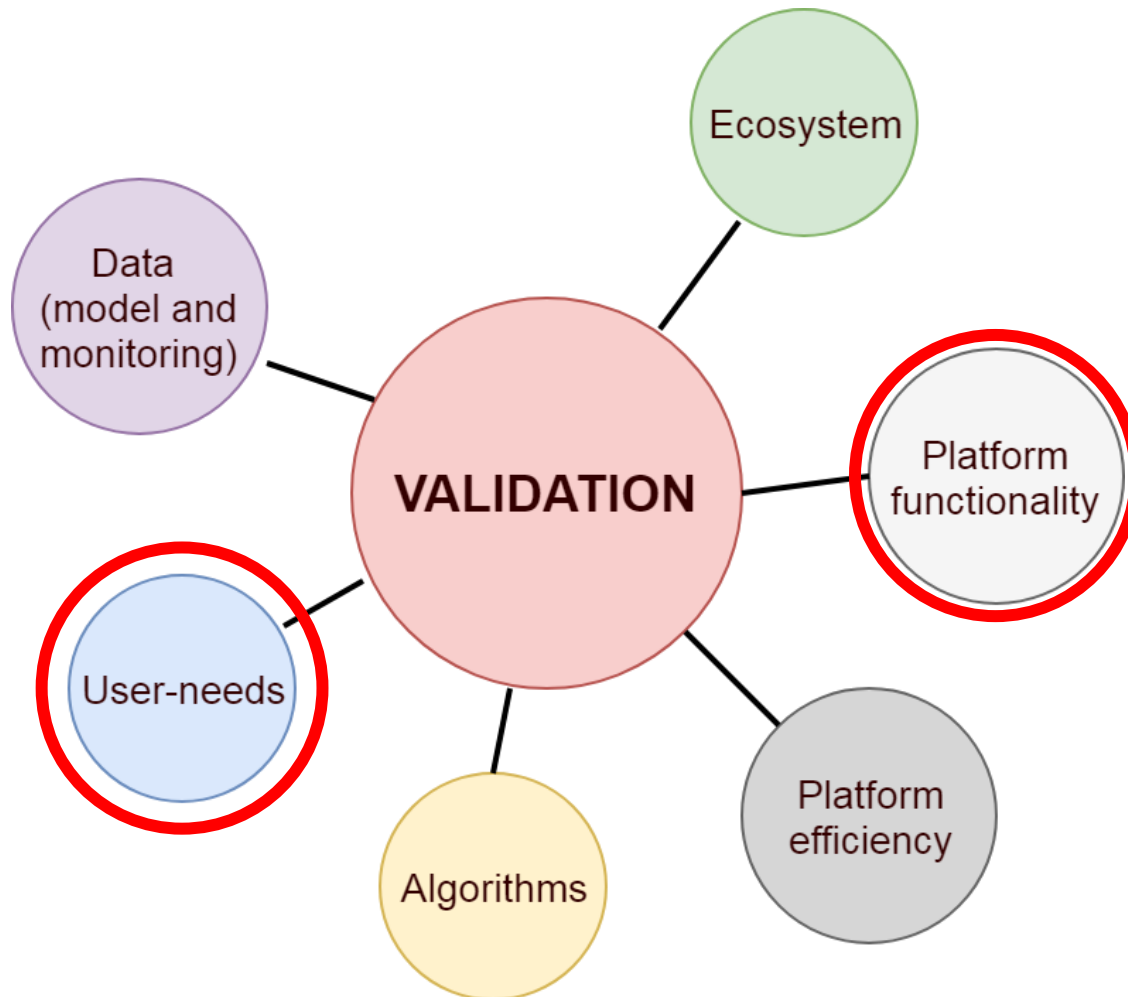 Ecosystem
Data
(model and
monitoring)
Platform
functionality
VALIDATION
User-needs
Platform
efficiency
Algorithms